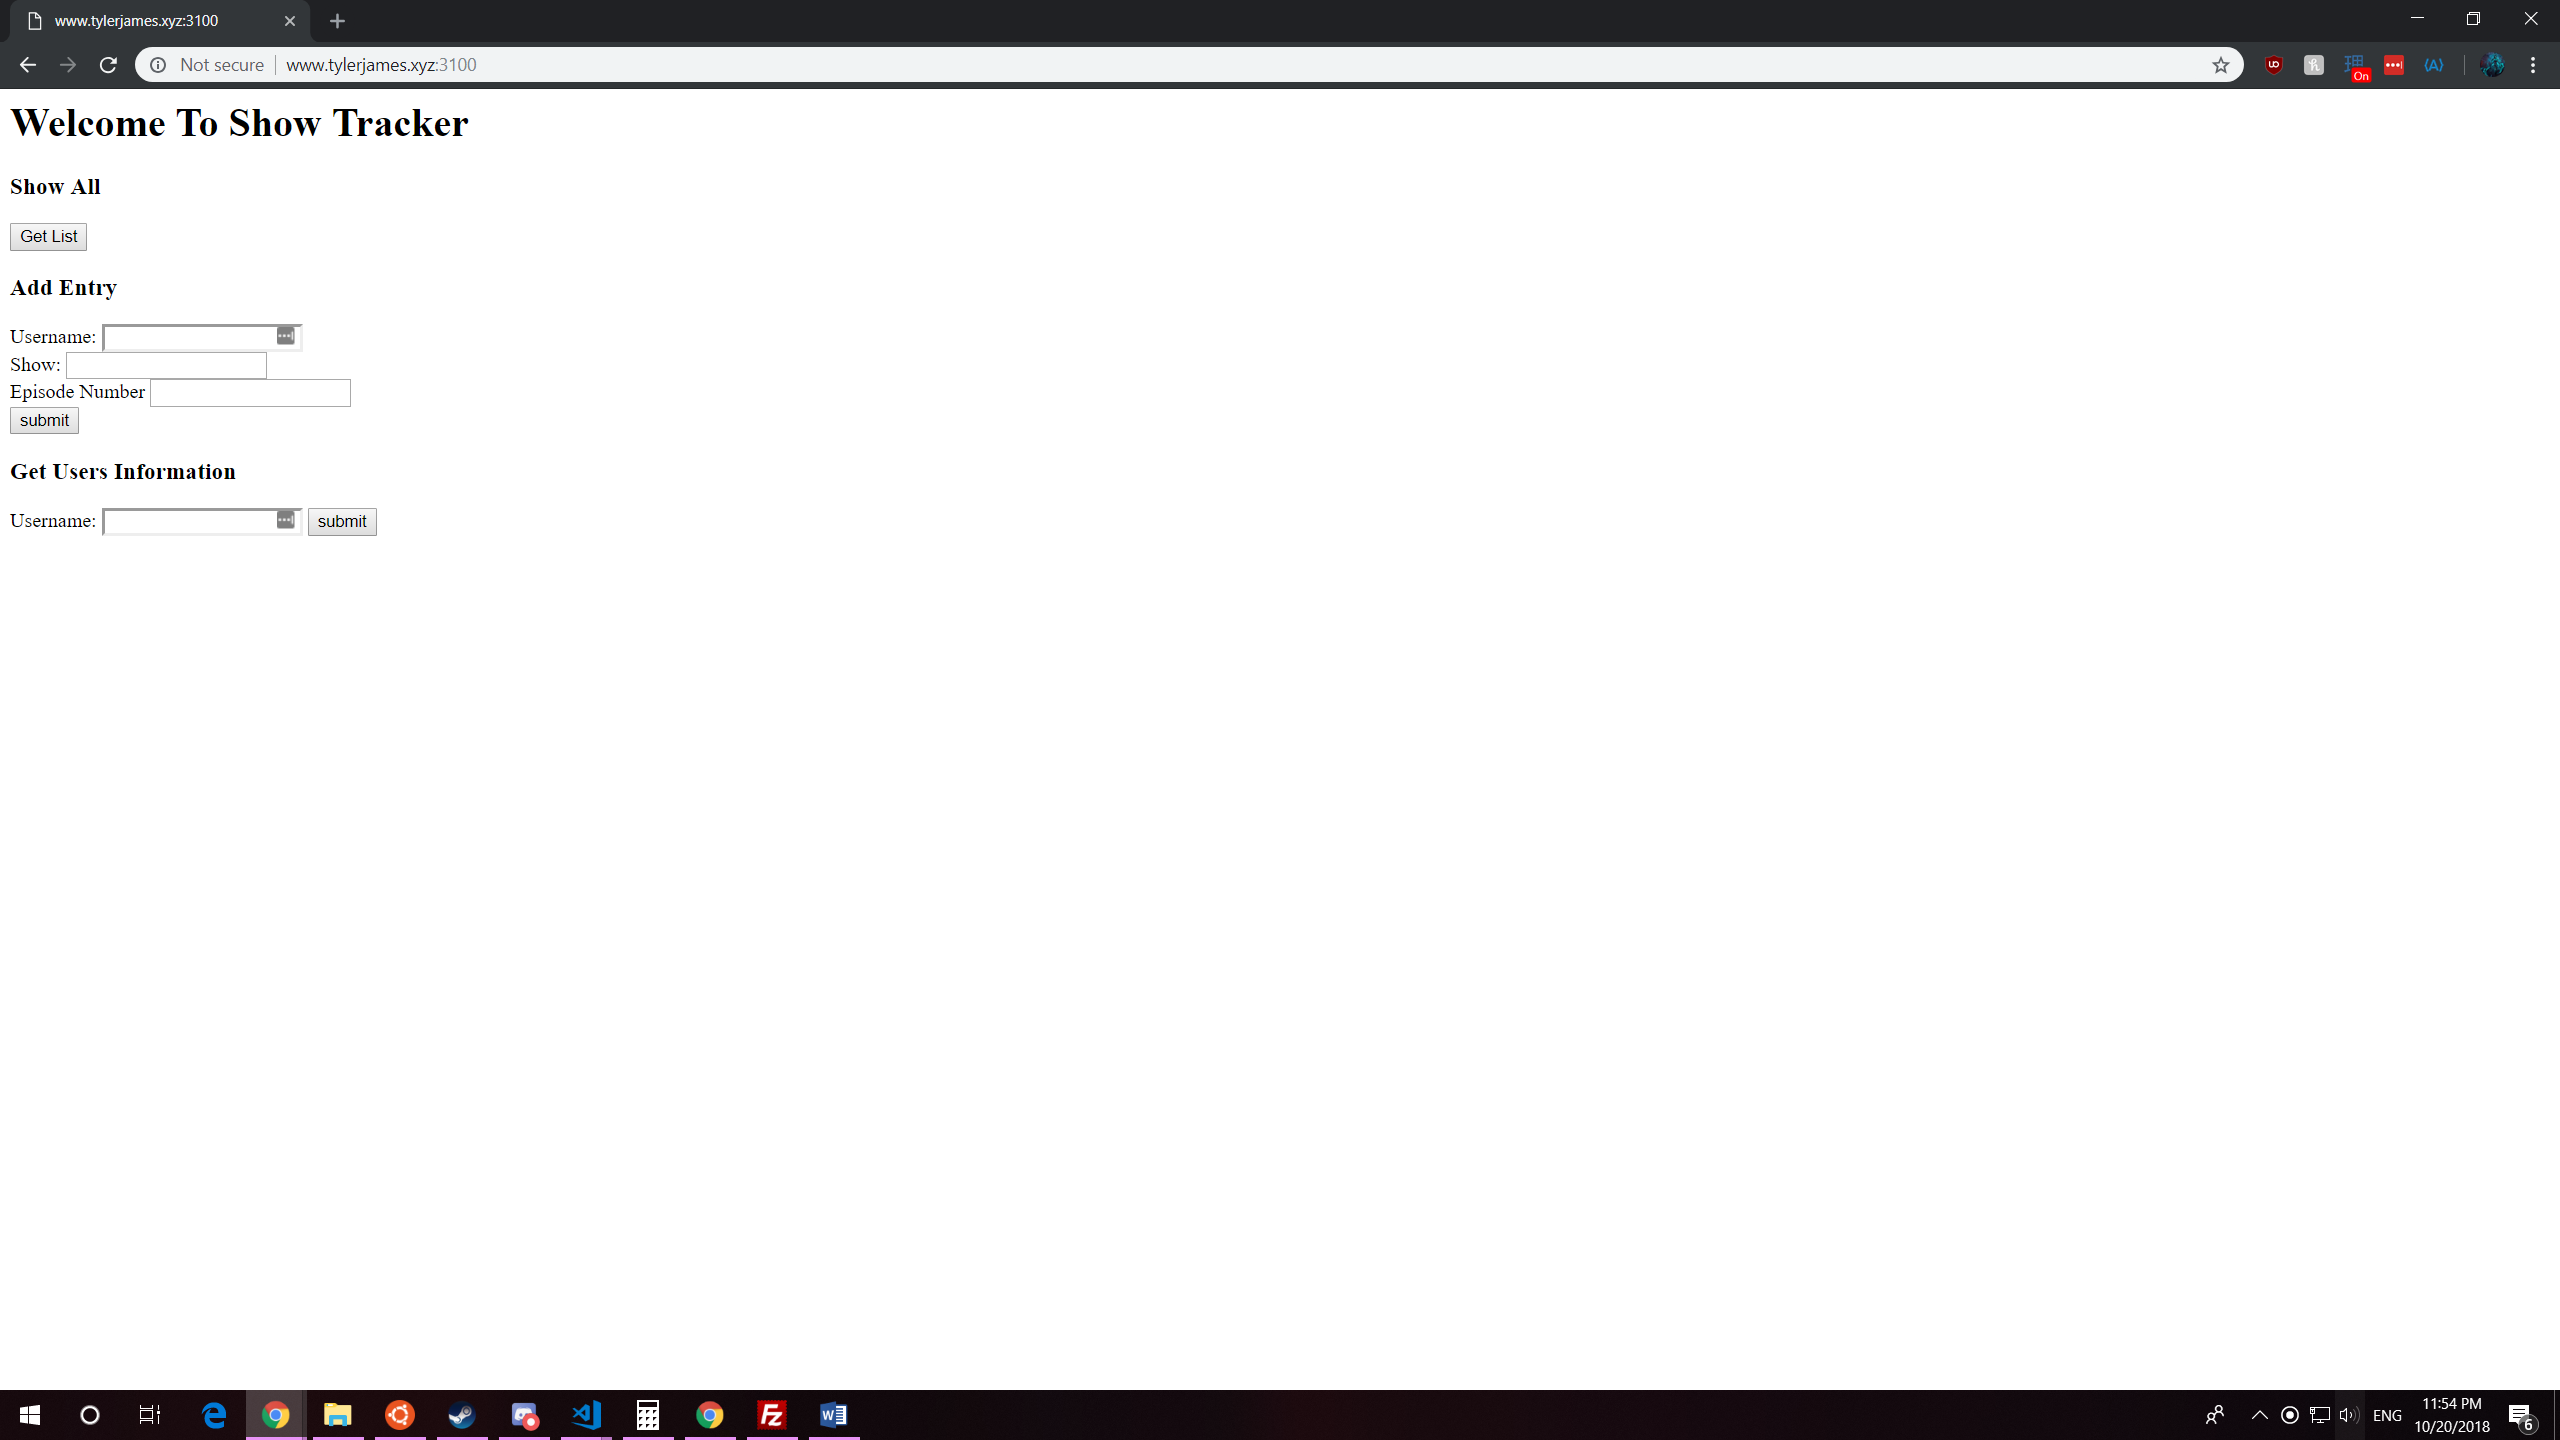 www.tylerjames.xyz:3100
Not secure www.tylerjames.xyz:3100
On
Welcome To Show Tracker
Show All
Get List
Add Entry
Username:
Show:
Episode Number
submit
Get Users Information
Username: submit
ENG
11:54 PM
10/20/2018
6